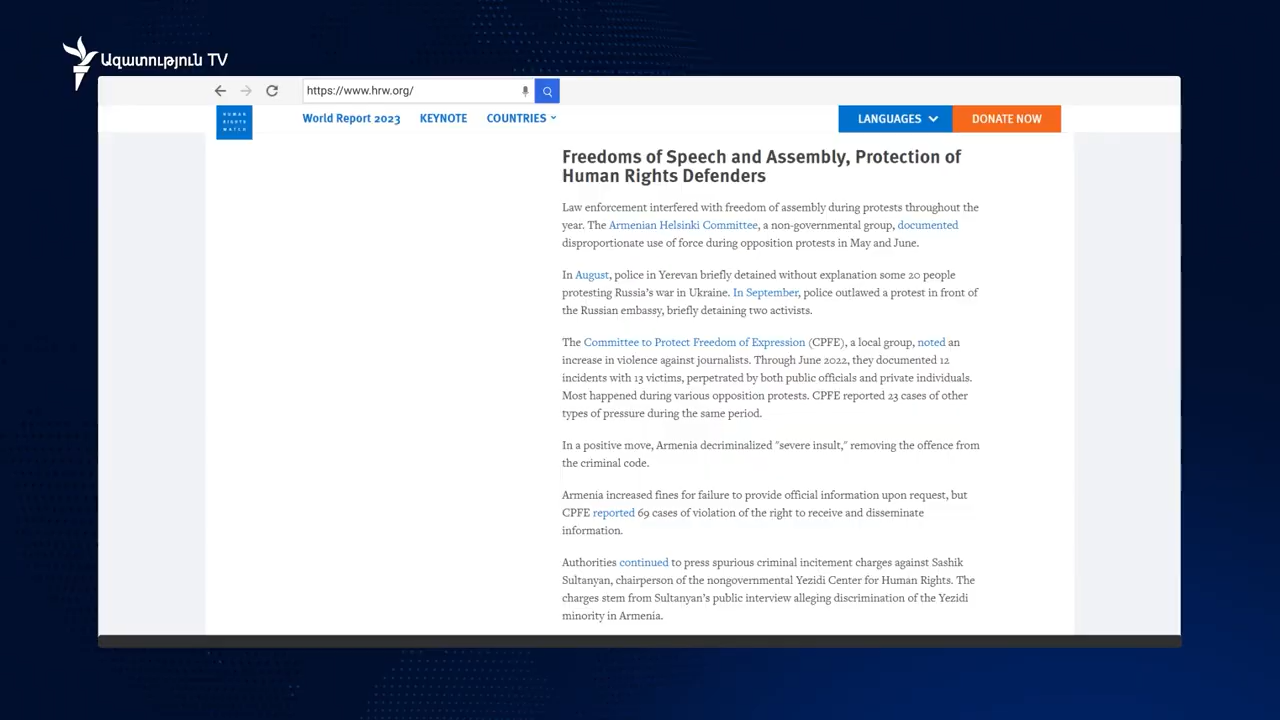 Ազատություն TV
https://www.hrw.org/
HUMAN
RIGHTS
WATCH
World Report 2023 KEYNOTE COUNTRIES
LANGUAGES
DONATE NOW
Freedoms of Speech and Assembly, Protection of
Human Rights Defenders
Law enforcement interfered with freedom of assembly during protests throughout the
year. The Armenian Helsinki Committee, a non-governmental group, documented
disproportionate use of force during opposition protests in May and June.
In August, police in Yerevan briefly detained without explanation some 20 people
protesting Russia's war in Ukraine. In September, police outlawed a protest in front of
the Russian embassy, briefly detaining two activists.
The Committee to Protect Freedom of Expression (CPFE), a local group, noted an
increase in violence against journalists. Through June 2022, they documented 12
incidents with 13 victims, perpetrated by both public officials and private individuals.
Most happened during various opposition protests. CPFE reported 23 cases of other
types of pressure during the same period.
In a positive move, Armenia decriminalized "severe insult," removing the offence from
the criminal code.
Armenia increased fines for failure to provide official information upon request, but
CPFE reported 69 cases of violation of the right to receive and disseminate
information.
Authorities continued to press spurious criminal incitement charges against Sashik
Sultanyan, chairperson of the nongovernmental Yezidi Center for Human Rights. The
charges stem from Sultanyan's public interview alleging discrimination of the Yezidi
minority in Armenia.